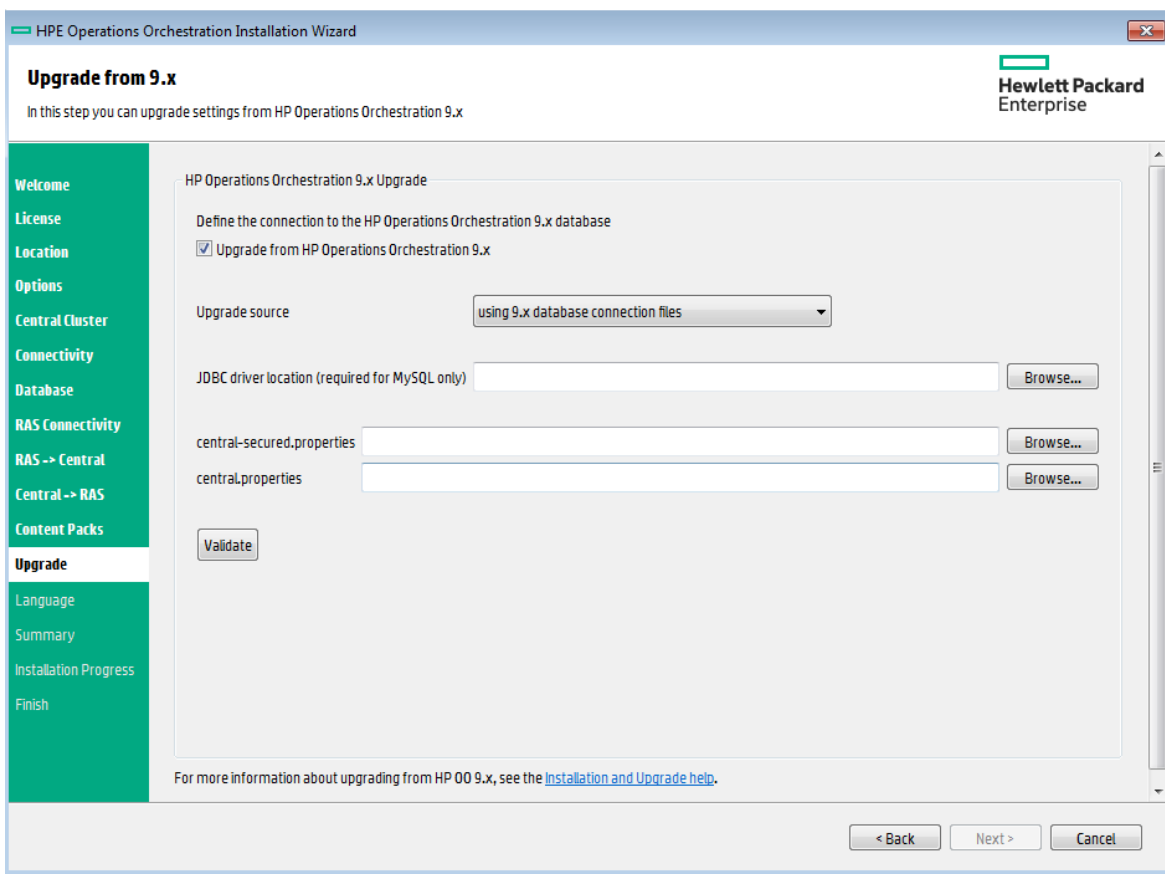 HPE Operations Orchestration Installation Wizard
Upgrade from 9.x
In this step you can upgrade settings from HP Operations Orchestration 9.x
Hewlett Packard
Enterprise
Welcome
License
Location
Options
Central Cluster
Connectivity
Database
RAS Connectivity
RAS -> Central
Central -> RAS
Content Packs
Upgrade
Language
Summary
Installation Progress
Finish
HP Operations Orchestration 9.x Upgrade
Define the connection to the HP Operations Orchestration 9.x database
Upgrade from HP Operations Orchestration 9.x
Upgrade source using 9.x database connection files
JDBC driver location (required for MySQL only) Browse...
central-secured.properties Browse...
central.properties Browse...
Validate
For more information about upgrading from HP OO 9.x, see the Installation and Upgrade help.
< Back Next > Cancel